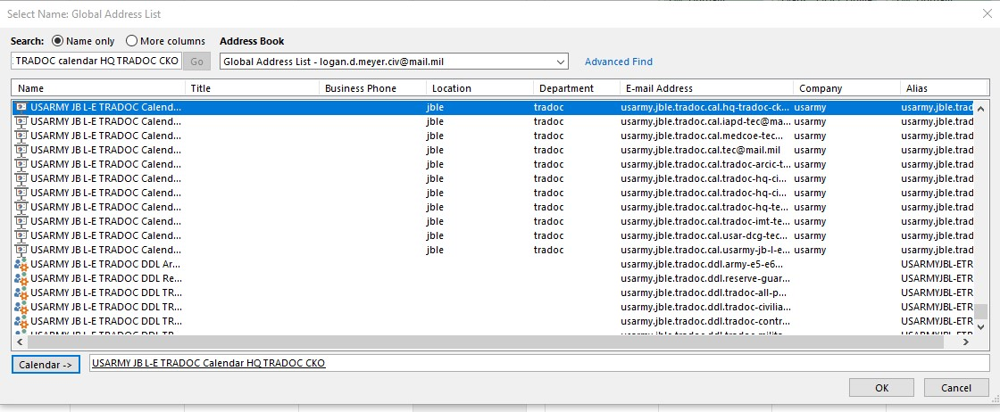 Select Name: Global Address List
Search: Name only More columns Address Book
TRADOC calendar HQ TRADOC CKO Go Global Address List - logan.d.meyer.civ@mail.mil Advanced Find
Name Title Business Phone Location Department E-mail Address Company Alias
USARMY JB L-E TRADOC Calend... jble tradoc usarmy.jble.tradoc.cal.hq-tradoc-ck... usarmy usarmy.jble.trad
USARMY JB L-E TRADOC Calend... jble tradoc usarmy.jble.tradoc.cal.iapd-tec@ma... usarmy usarmy.jble.trad
USARMY JB L-E TRADOC Calend... jble tradoc usarmy.jble.tradoc.cal.medcoe-tec... usarmy usarmy.jble.trad
USARMY JB L-E TRADOC Calend... jble tradoc usarmy.jble.tradoc.cal.tec@mail.mil usarmy usarmy.jble.trad
USARMY JB L-E TRADOC Calend... jble tradoc usarmy.jble.tradoc.cal.tradoc-arcic-t... usarmy usarmy.jble.trad
USARMY JB L-E TRADOC Calend... jble tradoc usarmy.jble.tradoc.cal.tradoc-hq-ci... usarmy usarmy.jble.trad
USARMY JB L-E TRADOC Calend... jble tradoc usarmy.jble.tradoc.cal.tradoc-hq-ci... usarmy usarmy.jble.trad
USARMY JB L-E TRADOC Calend... jble tradoc usarmy.jble.tradoc.cal.tradoc-hq-te... usarmy usarmy.jble.trad
USARMY JB L-E TRADOC Calend... jble tradoc usarmy.jble.tradoc.cal.tradoc-imt-te... usarmy usarmy.jble.trad
USARMY JB L-E TRADOC Calend... jble tradoc usarmy.jble.tradoc.cal.usar-dcg-tec... usarmy usarmy.jble.trad
USARMY JB L-E TRADOC Calend... jble tradoc usarmy.jble.tradoc.cal.usarmy-jb-l-e... usarmy usarmy.jble.trad
USARMY JB L-E TRADOC DDL Ar... usarmy.jble.tradoc.ddl.army-e5-e6... USARMYJBL-ETR
USARMY JB L-E TRADOC DDL Re... usarmy.jble.tradoc.ddl.reserve-guar... USARMYJBL-ETR
USARMY JB L-E TRADOC DDL TR... usarmy.jble.tradoc.ddl.tradoc-all-p... USARMYJBL-ETR
USARMY JB L-E TRADOC DDL TR... usarmy.jble.tradoc.ddl.tradoc-civilia... USARMYJBL-ETR
USARMY JB L-E TRADOC DDL TR... usarmy.jble.tradoc.ddl.tradoc-contr... USARMYJBL-ETR
Calendar -> USARMY JB L-E TRADOC Calendar HQ TRADOC CKO
OK Cancel